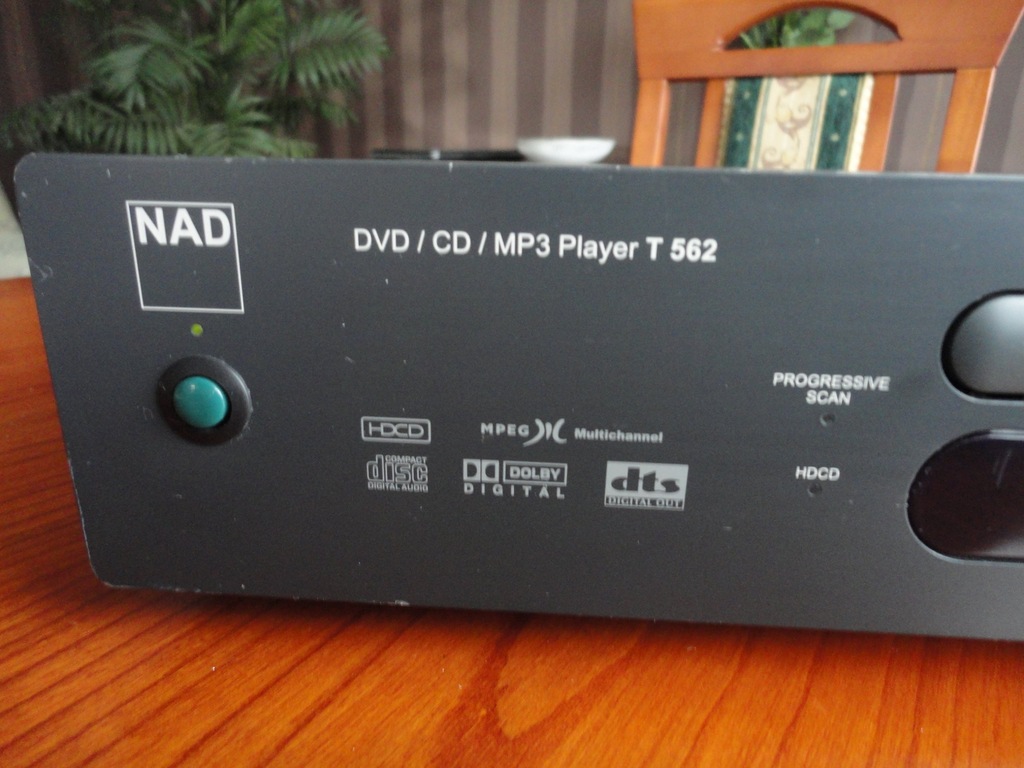 NAD
DVD / CD / MP3 Player T 562
PROGRESSIVE
SCAN
HDCD
MPEG Multichannel
COMPACT
disc
DIGITAL AUDIO
DOLBY
DIGITAL
dts
DIGITAL OUT
HDCD